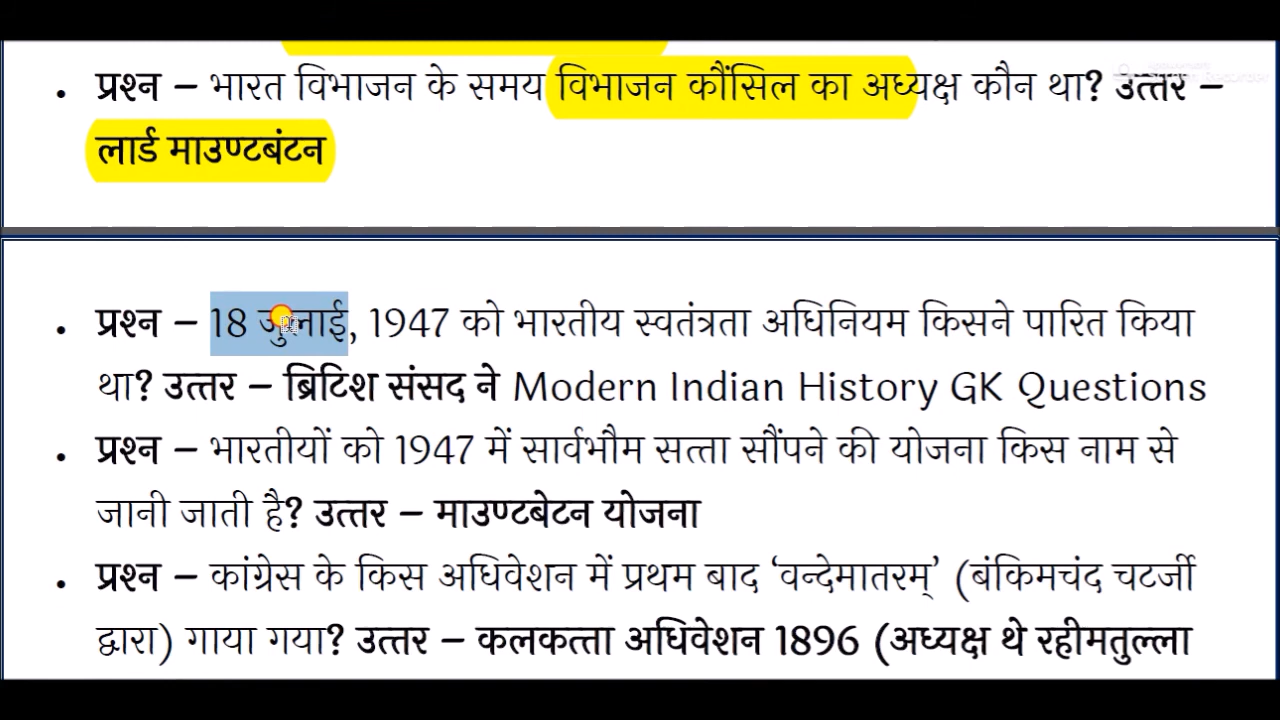 • प्रश्न – भारत विभाजन के समय विभाजन कौंसिल का अध्यक्ष कौन था? उत्तर –
लार्ड माउण्टबंटन
• प्रश्न – 18 जुलाई, 1947 को भारतीय स्वतंत्रता अधिनियम किसने पारित किया
था? उत्तर – ब्रिटिश संसद ने Modern Indian History GK Questions
• प्रश्न – भारतीयों को 1947 में सार्वभौम सत्ता सौंपने की योजना किस नाम से
जानी जाती है? उत्तर – माउण्टबेटन योजना
• प्रश्न – कांग्रेस के किस अधिवेशन में प्रथम बाद ‘वन्देमातरम्’ (बंकिमचंद चटर्जी
द्वारा) गाया गया? उत्तर – कलकत्ता अधिवेशन 1896 (अध्यक्ष थे रहीमतुल्ला